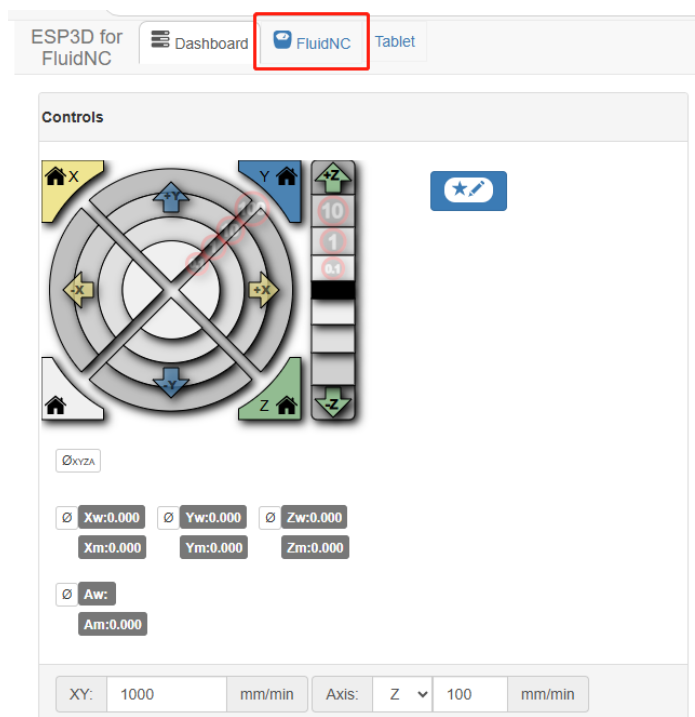 ESP3D for
FluidNC
Dashboard
FluidNC
Tablet
Controls
X
Y
+Z
+Y
10
1
0.1
-X
+X
-Y
Z
-Z
ØXYZA
Ø Xw:0.000 Ø Yw:0.000 Ø Zw:0.000
Xm:0.000 Ym:0.000 Zm:0.000
Ø Aw:
Am:0.000
XY: 1000 mm/min Axis: Z 100 mm/min